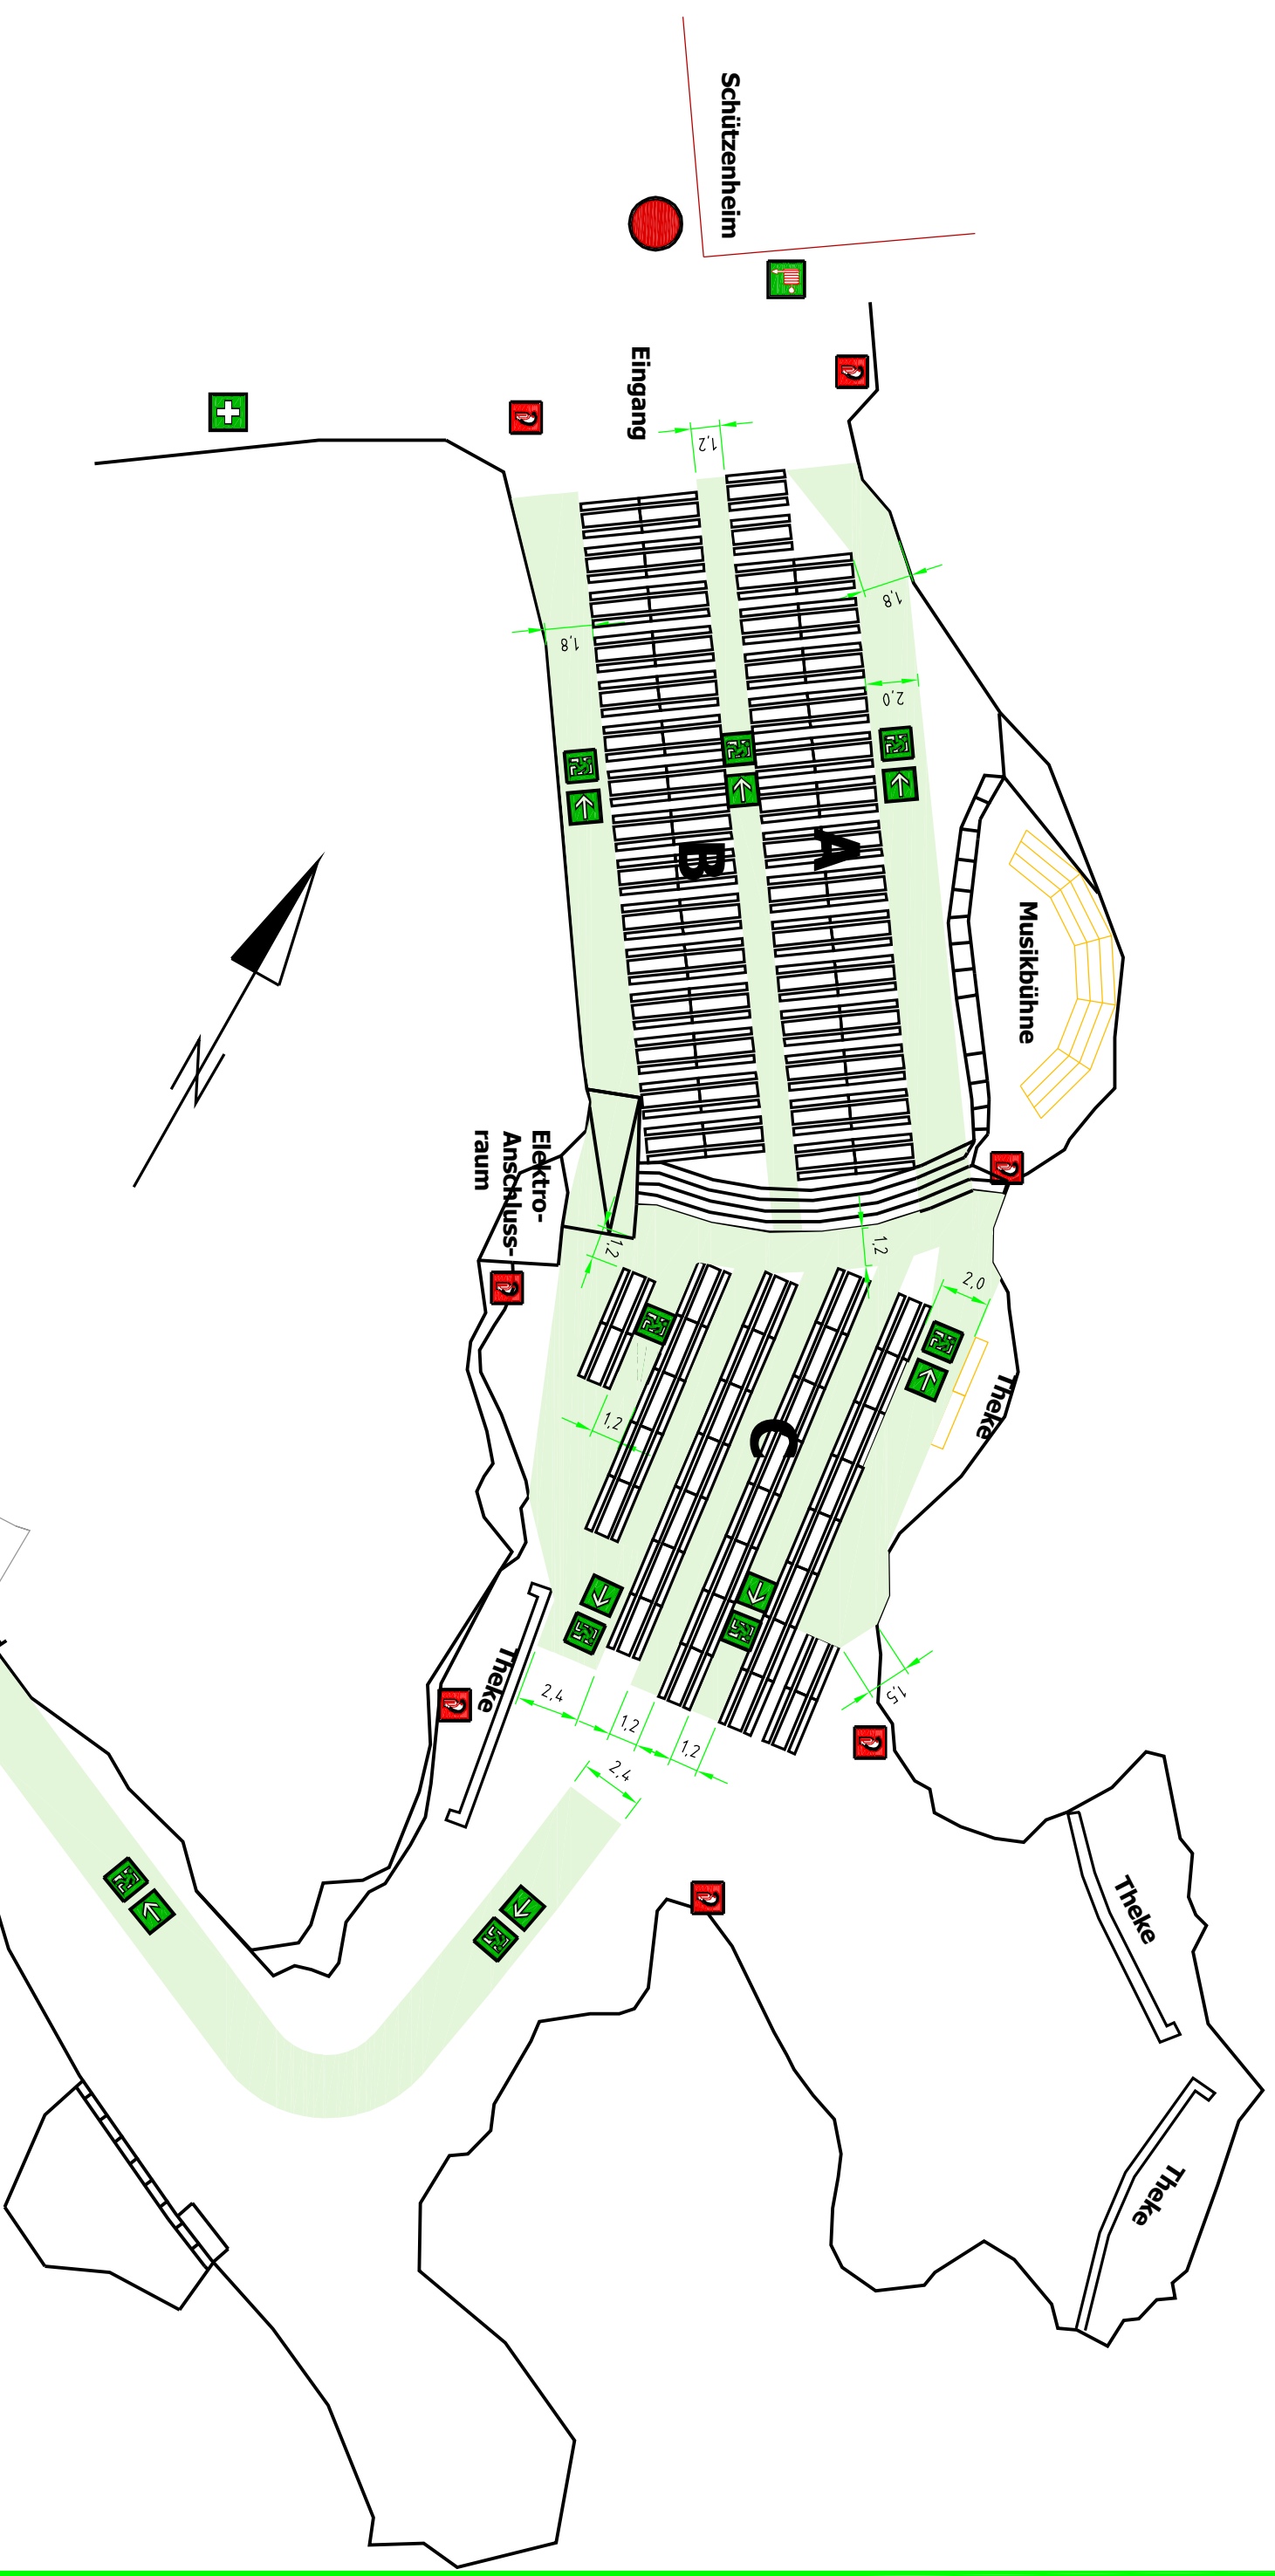 Schützenheim
Eingang
1,2
1,8
1,8
2,0
A
B
Musikbühne
Elektro-
Anschluss-
raum
1,2
1,2
2,0
Theke
1,2
C
Theke
1,5
2,4
1,2
1,2
2,4
Theke
Theke
N